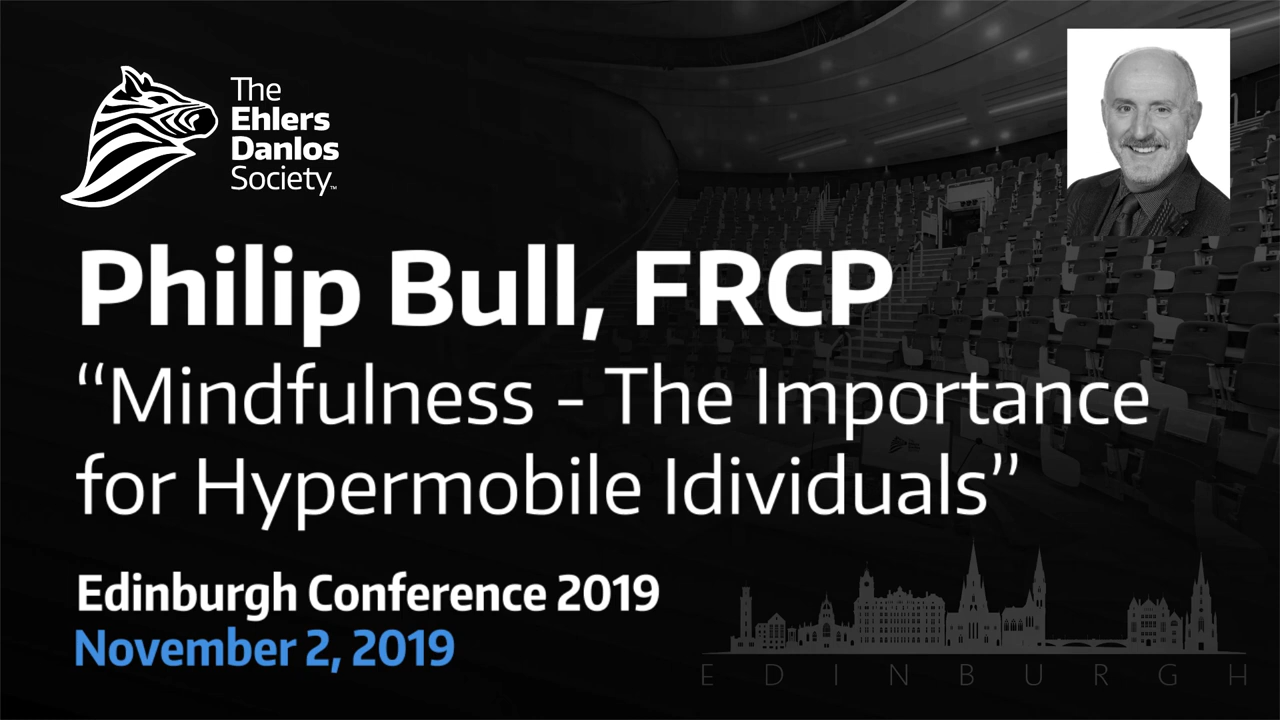 The
Ehlers
Danlos
Society™
Philip Bull, FRCP
“Mindfulness - The Importance
for Hypermobile Idividuals”
Edinburgh Conference 2019
November 2, 2019
EDINBURGH